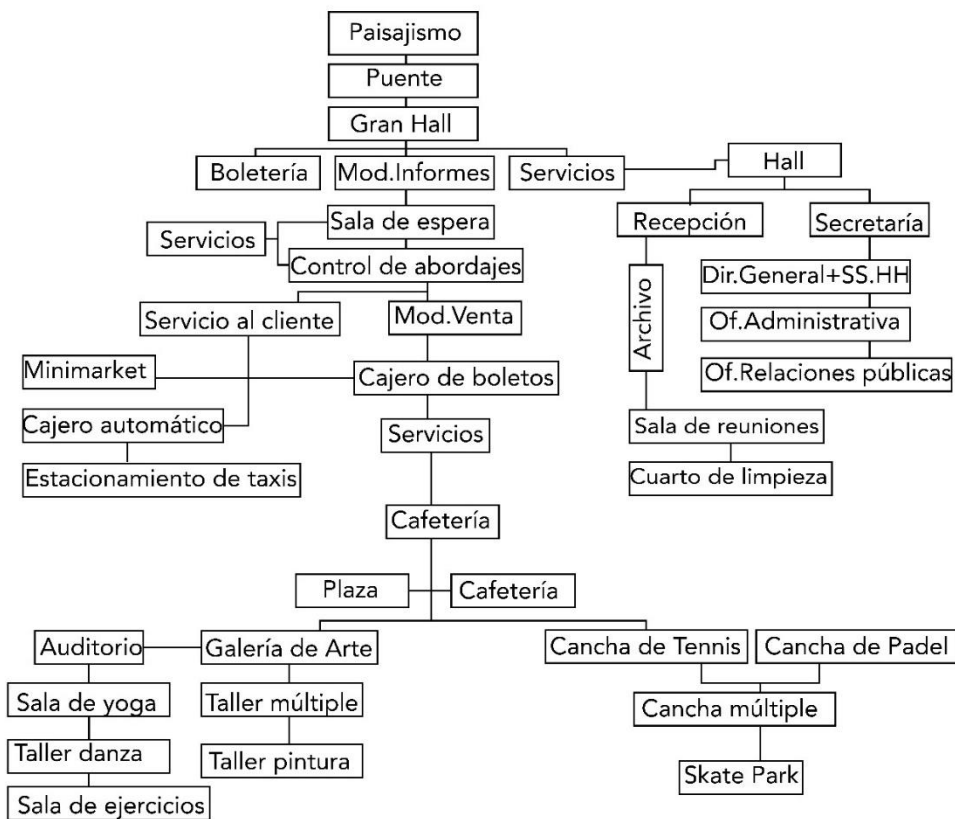 Paisajismo
Puente
Gran Hall
Boletería
Mod.Informes
Servicios
Hall
Recepción
Secretaría
Sala de espera
Servicios
Control de abordajes
Dir.General+SS.HH
Archivo
Servicio al cliente
Mod.Venta
Of.Administrativa
Minimarket
Cajero de boletos
Of.Relaciones públicas
Cajero automático
Servicios
Sala de reuniones
Estacionamiento de taxis
Cuarto de limpieza
Cafetería
Plaza
Cafetería
Auditorio
Galería de Arte
Cancha de Tennis
Cancha de Padel
Sala de yoga
Taller múltiple
Cancha múltiple
Taller danza
Taller pintura
Skate Park
Sala de ejercicios